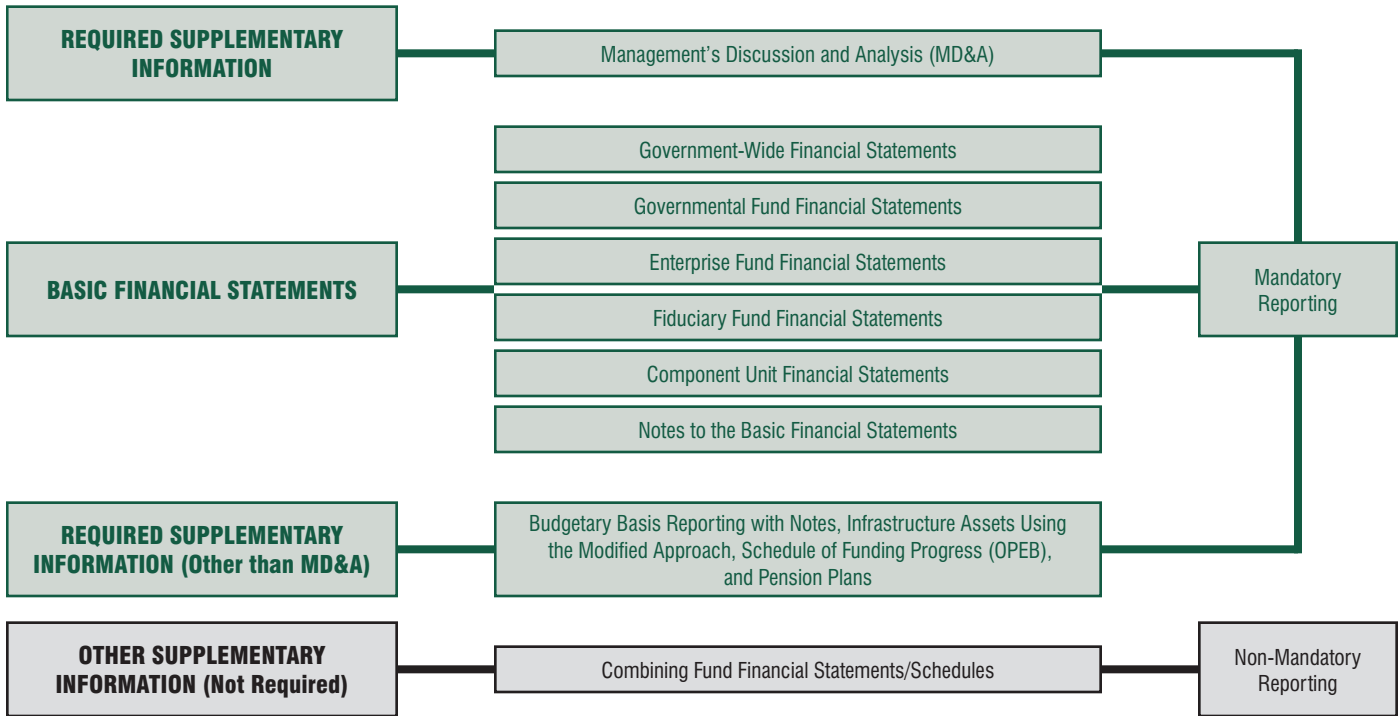 REQUIRED SUPPLEMENTARY
INFORMATION
Management’s Discussion and Analysis (MD&A)
Government-Wide Financial Statements
Governmental Fund Financial Statements
BASIC FINANCIAL STATEMENTS
Enterprise Fund Financial Statements
Fiduciary Fund Financial Statements
Component Unit Financial Statements
Notes to the Basic Financial Statements
Mandatory
Reporting
REQUIRED SUPPLEMENTARY
INFORMATION (Other than MD&A)
Budgetary Basis Reporting with Notes, Infrastructure Assets Using
the Modified Approach, Schedule of Funding Progress (OPEB),
and Pension Plans
OTHER SUPPLEMENTARY
INFORMATION (Not Required)
Combining Fund Financial Statements/Schedules
Non-Mandatory
Reporting